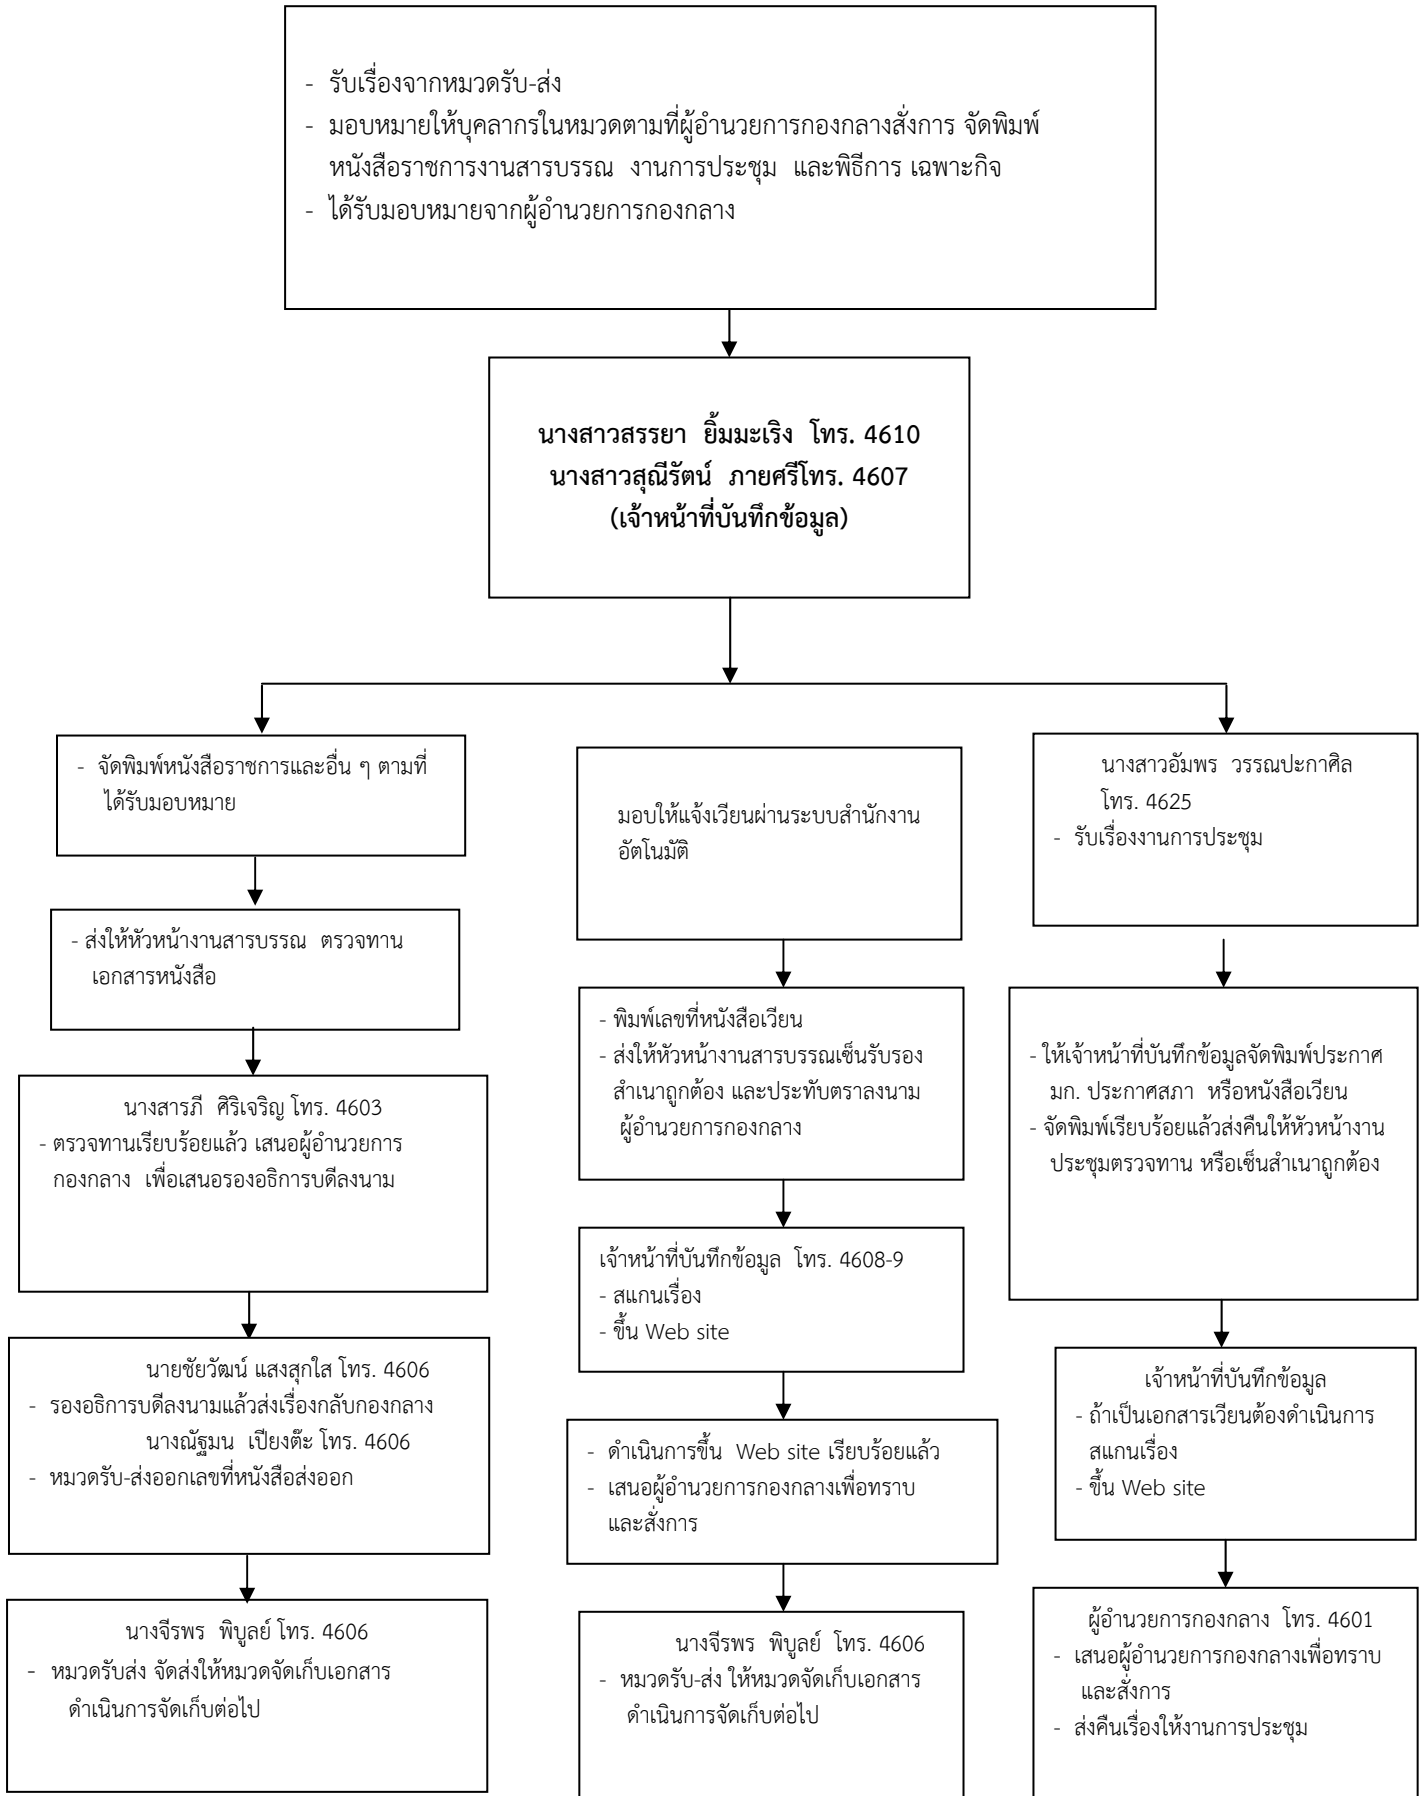 - รับเรื่องจากหมวดรับ-ส่ง
- มอบหมายให้บุคลากรในหมวดตามที่ผู้อำนวยการกองกลางสั่งการ จัดพิมพ์
หนังสือราชการงานสารบรรณ งานการประชุม และพิธีการ เฉพาะกิจ
- ได้รับมอบหมายจากผู้อำนวยการกองกลาง
นางสาวสรรยา ยิ้มมะเริง โทร. 4610
นางสาวสุณีรัตน์ ภายศรีโทร. 4607
(เจ้าหน้าที่บันทึกข้อมูล)
- จัดพิมพ์หนังสือราชการและอื่น ๆ ตามที่
ได้รับมอบหมาย
- ส่งให้หัวหน้างานสารบรรณ ตรวจทาน
เอกสารหนังสือ
นางสารภี ศิริเจริญ โทร. 4603
- ตรวจทานเรียบร้อยแล้ว เสนอผู้อำนวยการ
กองกลาง เพื่อเสนอรองอธิการบดีลงนาม
นายชัยวัฒน์ แสงสุกใส โทร. 4606
- รองอธิการบดีลงนามแล้วส่งเรื่องกลับกองกลาง
นางณัฐมน เปียงต๊ะ โทร. 4606
- หมวดรับ-ส่งออกเลขที่หนังสือส่งออก
นางจีรพร พิบูลย์ โทร. 4606
- หมวดรับส่ง จัดส่งให้หมวดจัดเก็บเอกสาร
ดำเนินการจัดเก็บต่อไป
มอบให้แจ้งเวียนผ่านระบบสำนักงาน
อัตโนมัติ
- พิมพ์เลขที่หนังสือเวียน
- ส่งให้หัวหน้างานสารบรรณเซ็นรับรอง
สำเนาถูกต้อง และประทับตราลงนาม
ผู้อำนวยการกองกลาง
เจ้าหน้าที่บันทึกข้อมูล โทร. 4608-9
- สแกนเรื่อง
- ขึ้น Web site
- ดำเนินการขึ้น Web site เรียบร้อยแล้ว
- เสนอผู้อำนวยการกองกลางเพื่อทราบ
และสั่งการ
นางจีรพร พิบูลย์ โทร. 4606
- หมวดรับ-ส่ง ให้หมวดจัดเก็บเอกสาร
ดำเนินการจัดเก็บต่อไป
นางสาวอัมพร วรรณปะกาศิล
โทร. 4625
- รับเรื่องงานการประชุม
- ให้เจ้าหน้าที่บันทึกข้อมูลจัดพิมพ์ประกาศ
มก. ประกาศสภา หรือหนังสือเวียน
- จัดพิมพ์เรียบร้อยแล้วส่งคืนให้หัวหน้างาน
ประชุมตรวจทาน หรือเซ็นสำเนาถูกต้อง
เจ้าหน้าที่บันทึกข้อมูล
- ถ้าเป็นเอกสารเวียนต้องดำเนินการ
สแกนเรื่อง
- ขึ้น Web site
ผู้อำนวยการกองกลาง โทร. 4601
- เสนอผู้อำนวยการกองกลางเพื่อทราบ
และสั่งการ
- ส่งคืนเรื่องให้งานการประชุม